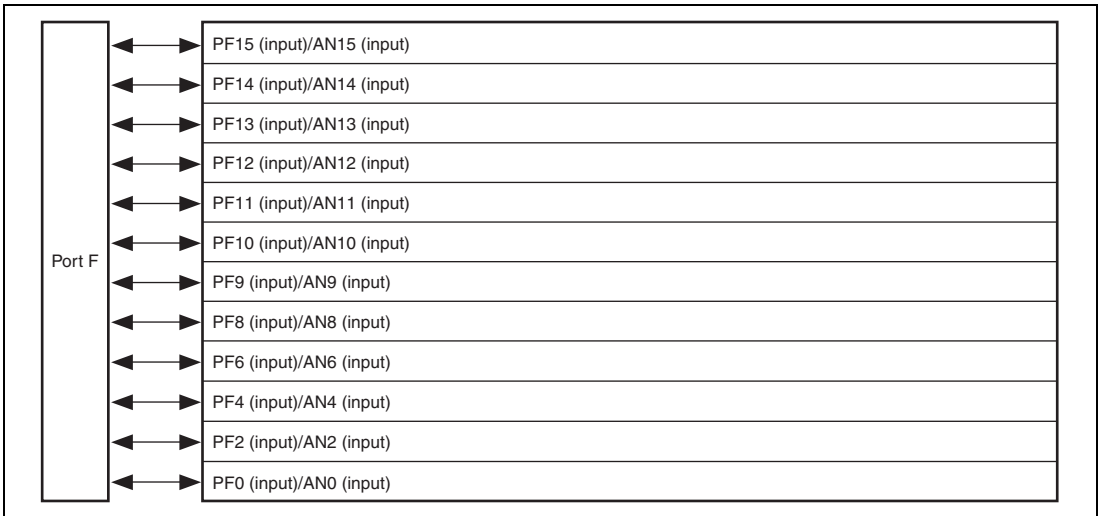 PF15 (input)/AN15 (input)
PF14 (input)/AN14 (input)
PF13 (input)/AN13 (input)
PF12 (input)/AN12 (input)
PF11 (input)/AN11 (input)
PF10 (input)/AN10 (input)
Port F
PF9 (input)/AN9 (input)
PF8 (input)/AN8 (input)
PF6 (input)/AN6 (input)
PF4 (input)/AN4 (input)
PF2 (input)/AN2 (input)
PF0 (input)/AN0 (input)